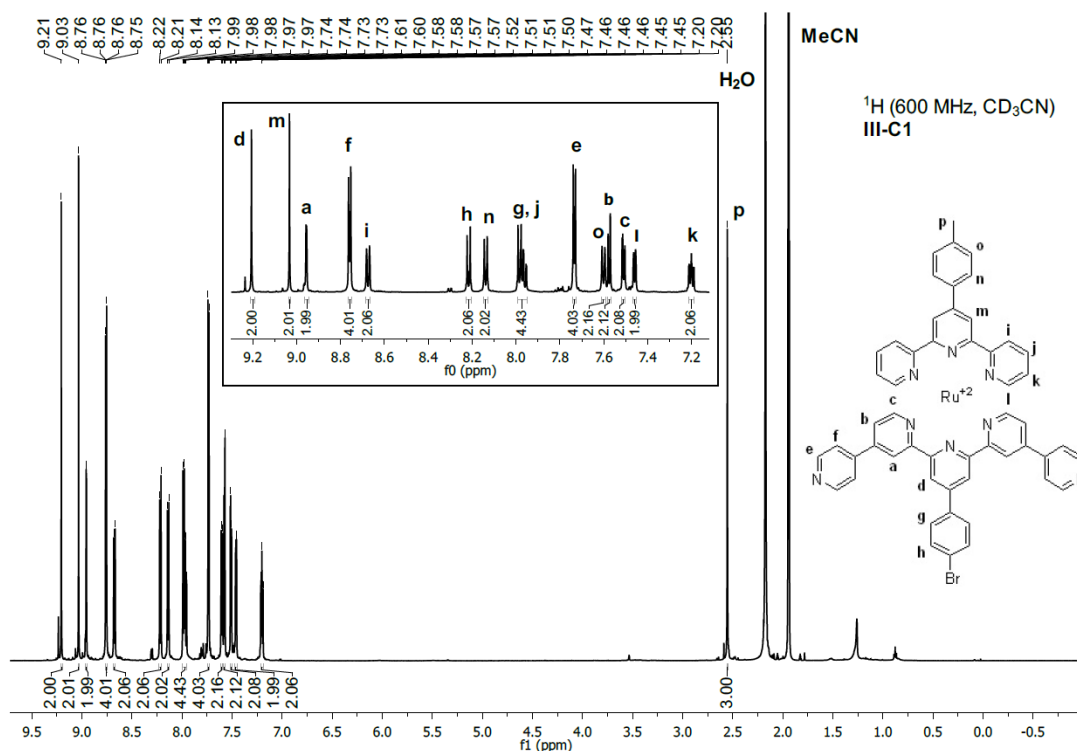 9.21 9.03 8.76 8.76 8.76 8.75 8.22 8.21 8.14 8.13 7.99 7.98 7.98 7.97 7.97 7.74 7.74 7.73 7.73 7.61 7.60 7.58 7.57 7.57 7.52 7.51 7.51 7.50 7.47 7.46 7.46 7.46 7.45 7.45 7.20 7.20 2.55
MeCN
H2O
¹H (600 MHz, CD3CN)
III-C1
d m a f i h n g, j e o b c l k
2.00 2.01 1.99 4.01 2.06 2.06 2.02 4.43 4.03 2.16 2.12 2.08 1.99 2.06
9.2 9.0 8.8 8.6 8.4 8.2 8.0 7.8 7.6 7.4 7.2
f0 (ppm)
p
p
o
n
m
i
N
j
N N
k
Ru+2
c l
b N N
f N
e
a
N
d
g
h
Br
2.00 2.01 1.99 4.01 2.06 2.06 2.02 4.43 4.03 2.16 2.12 2.08 1.99 2.06 3.00
9.5 9.0 8.5 8.0 7.5 7.0 6.5 6.0 5.5 5.0 4.5 4.0 3.5 3.0 2.5 2.0 1.5 1.0 0.5 0.0 -0.5
f1 (ppm)